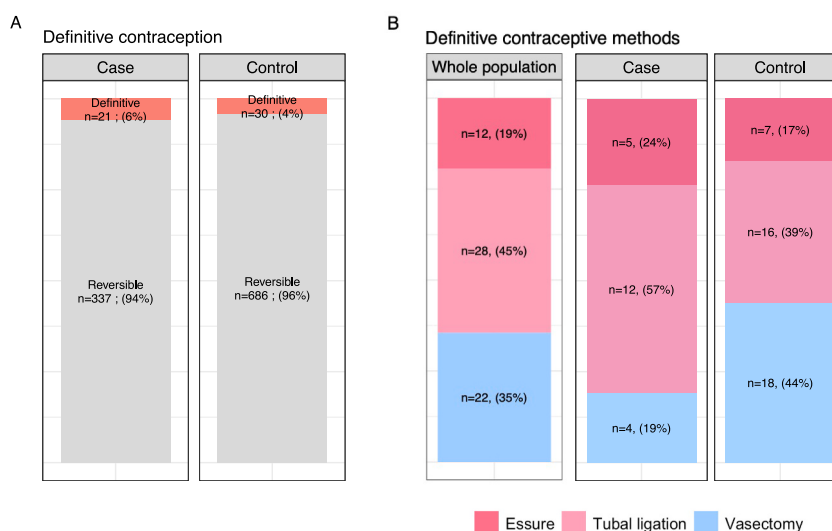 A
Definitive contraception
Case
Control
Definitive
n=21 ; (6%)
Reversible
n=337 ; (94%)
Definitive
n=30 ; (4%)
Reversible
n=686 ; (96%)
B
Definitive contraceptive methods
Whole population
Case
Control
n=12, (19%)
n=28, (45%)
n=22, (35%)
n=5, (24%)
n=12, (57%)
n=4, (19%)
n=7, (17%)
n=16, (39%)
n=18, (44%)
Essure
Tubal ligation
Vasectomy